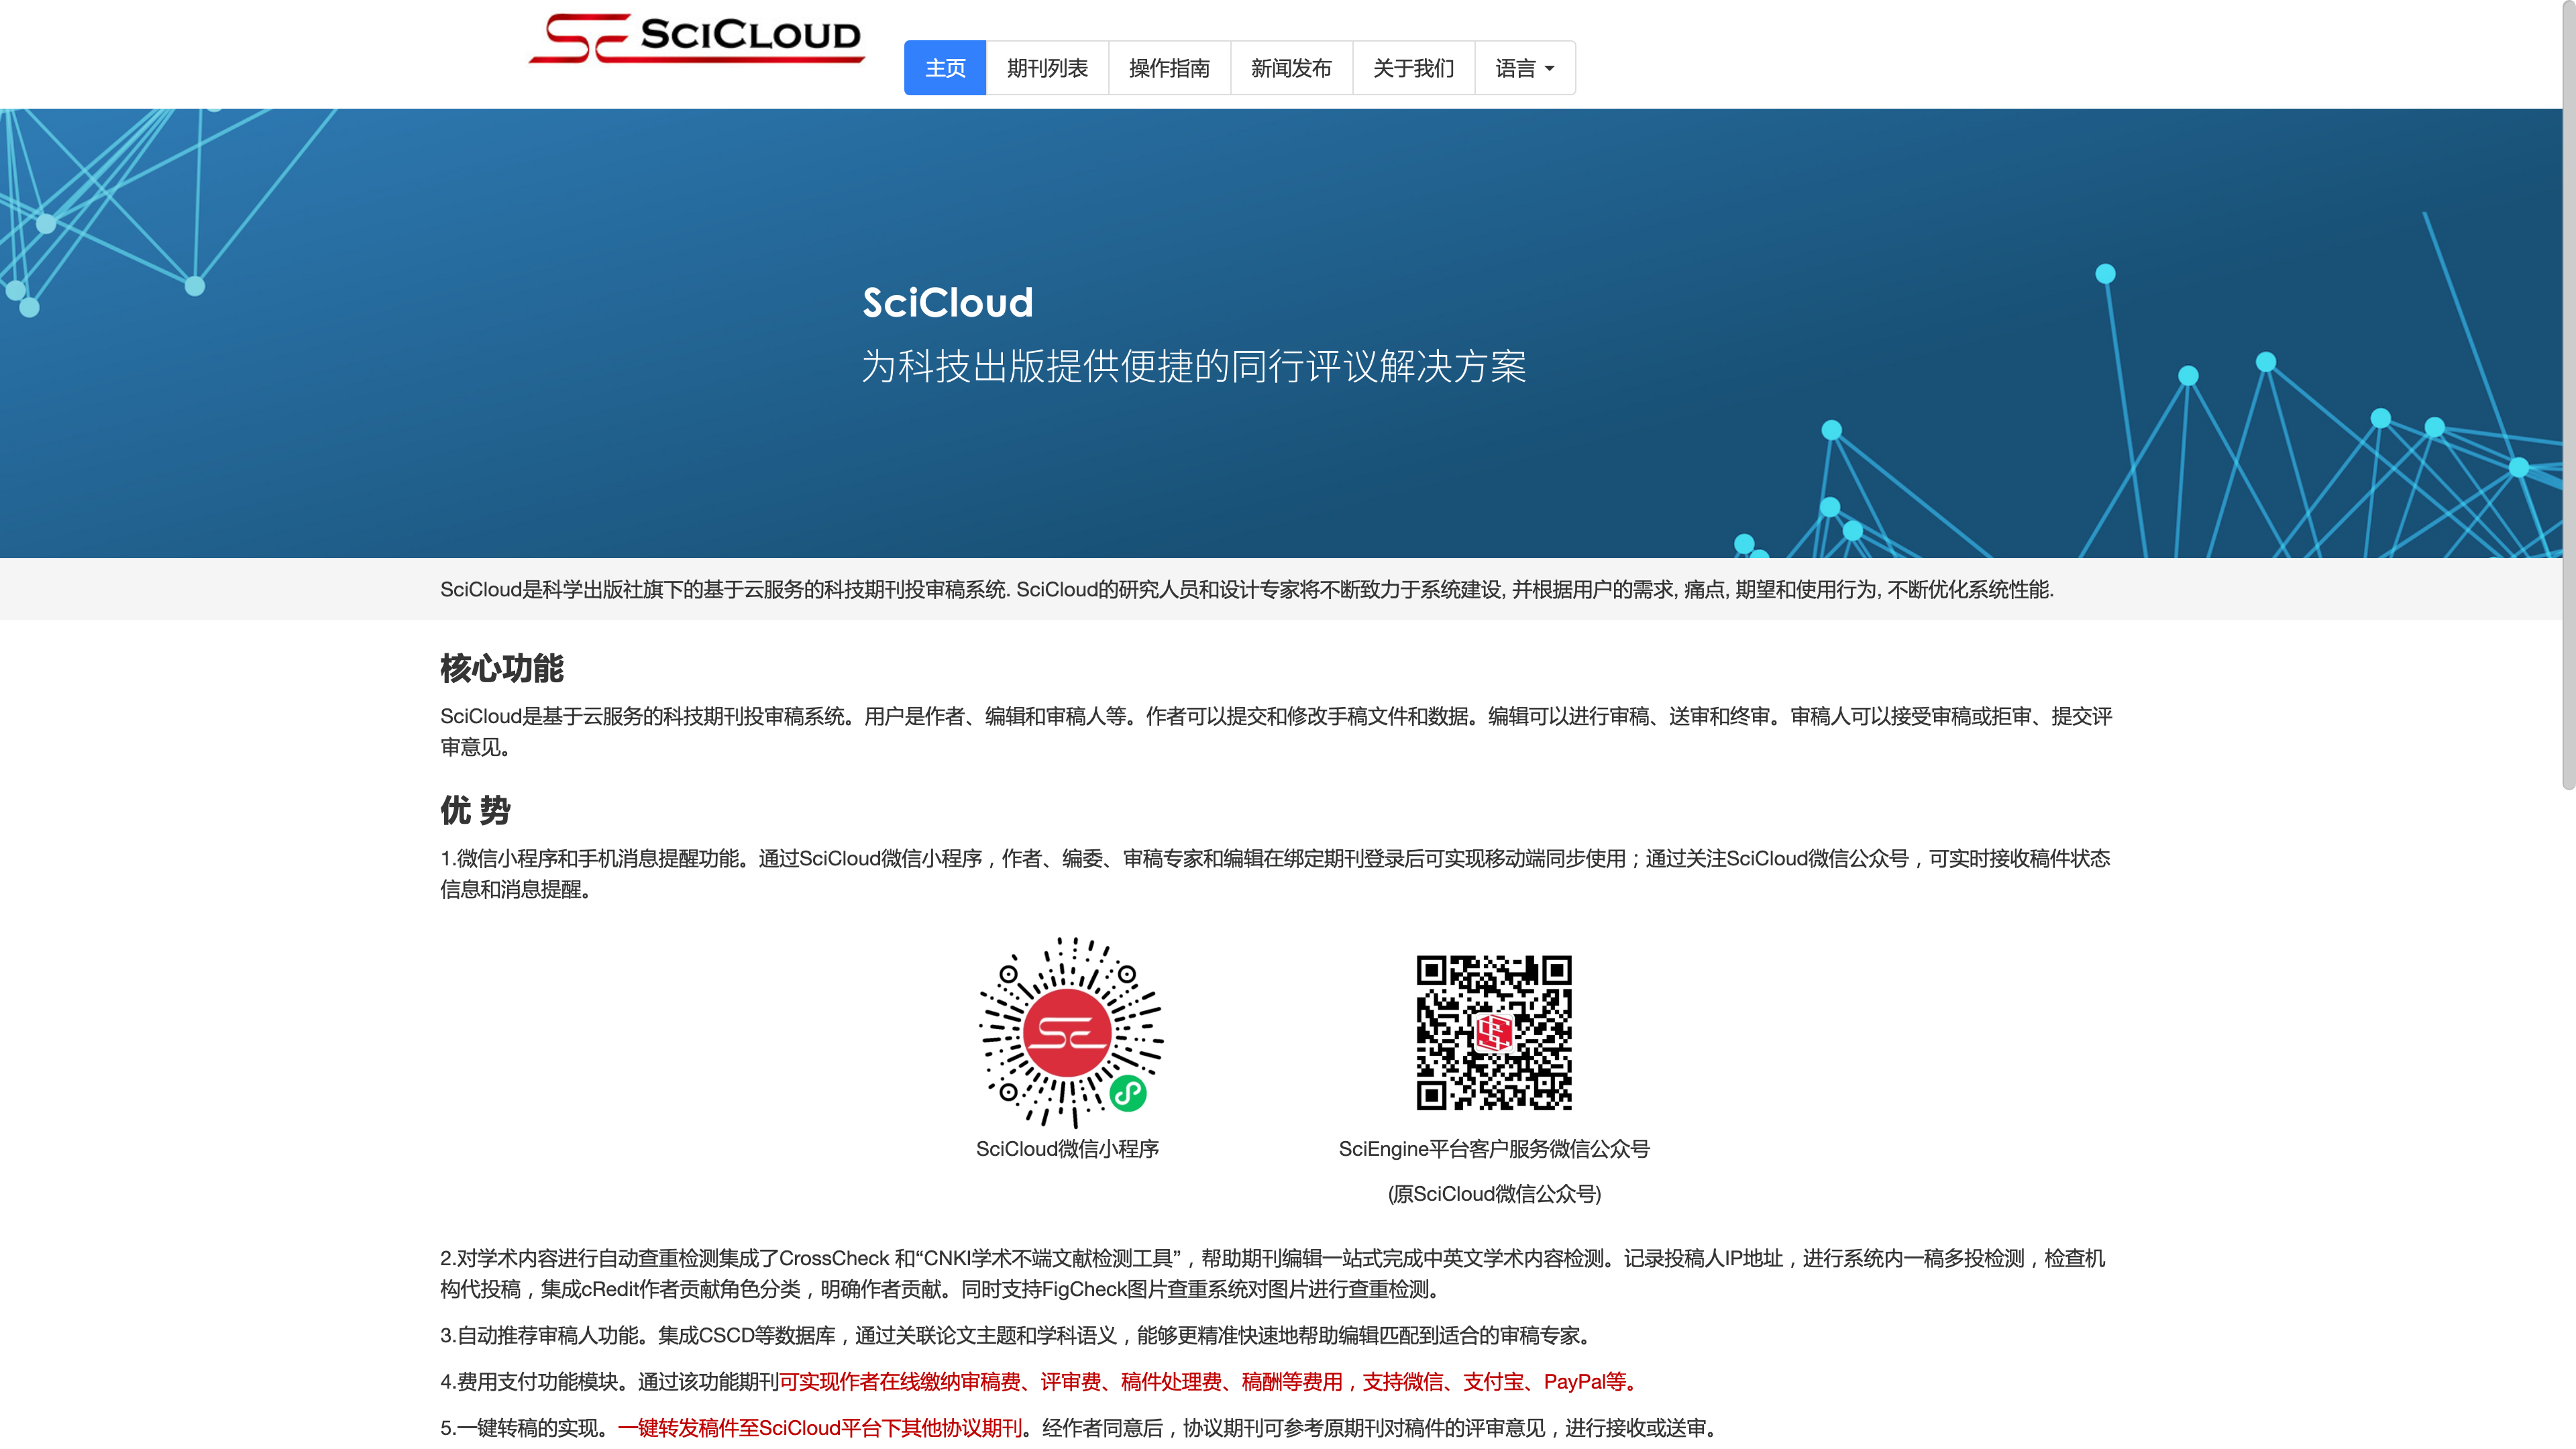 SCICLOUD
主页
期刊列表
操作指南
新闻发布
关于我们
语言
SciCloud
为科技出版提供便捷的同行评议解决方案
SciCloud是科学出版社旗下的基于云服务的科技期刊投审稿系统. SciCloud的研究人员和设计专家将不断致力于系统建设, 并根据用户的需求, 痛点, 期望和使用行为, 不断优化系统性能.
核心功能
SciCloud是基于云服务的科技期刊投审稿系统。用户是作者、编辑和审稿人等。作者可以提交和修改手稿文件和数据。编辑可以进行审稿、送审和终审。审稿人可以接受审稿或拒审、提交评
审意见。
优 势
1.微信小程序和手机消息提醒功能。通过SciCloud微信小程序，作者、编委、审稿专家和编辑在绑定期刊登录后可实现移动端同步使用；通过关注SciCloud微信公众号，可实时接收稿件状态
信息和消息提醒。
SciCloud微信小程序
SciEngine平台客户服务微信公众号
(原SciCloud微信公众号)
2.对学术内容进行自动查重检测集成了CrossCheck 和“CNKI学术不端文献检测工具”，帮助期刊编辑一站式完成中英文学术内容检测。记录投稿人IP地址，进行系统内一稿多投检测，检查机
构代投稿，集成cRedit作者贡献角色分类，明确作者贡献。同时支持FigCheck图片查重系统对图片进行查重检测。
3.自动推荐审稿人功能。集成CSCD等数据库，通过关联论文主题和学科语义，能够更精准快速地帮助编辑匹配到适合的审稿专家。
4.费用支付功能模块。通过该功能期刊可实现作者在线缴纳审稿费、评审费、稿件处理费、稿酬等费用，支持微信、支付宝、PayPal等。
5.一键转稿的实现。一键转发稿件至SciCloud平台下其他协议期刊。经作者同意后，协议期刊可参考原期刊对稿件的评审意见，进行接收或送审。